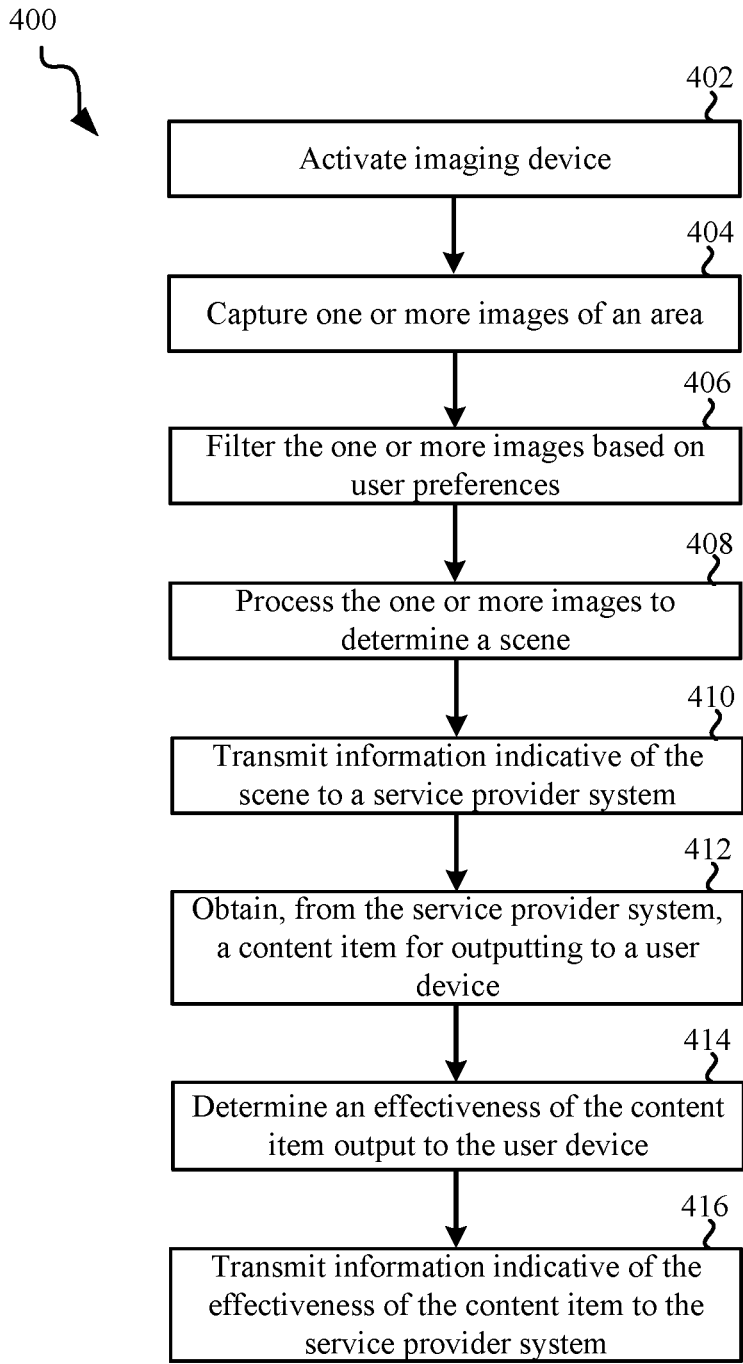 400
402
Activate imaging device
404
Capture one or more images of an area
406
Filter the one or more images based on
user preferences
408
Process the one or more images to
determine a scene
410
Transmit information indicative of the
scene to a service provider system
412
Obtain, from the service provider system,
a content item for outputting to a user
device
414
Determine an effectiveness of the content
item output to the user device
416
Transmit information indicative of the
effectiveness of the content item to the
service provider system